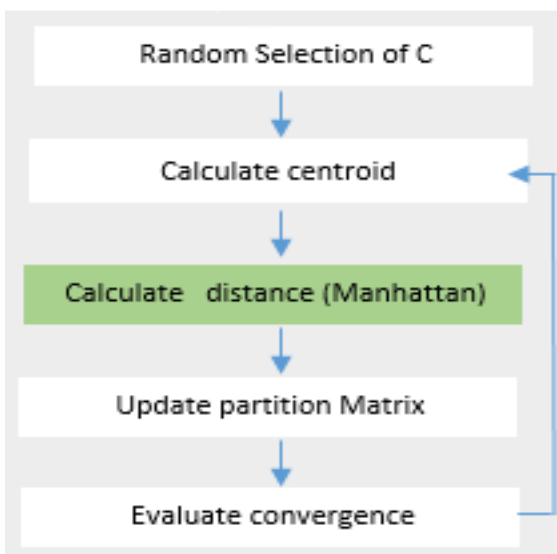 Random Selection of C
Calculate centroid
Calculate distance (Manhattan)
Update partition Matrix
Evaluate convergence